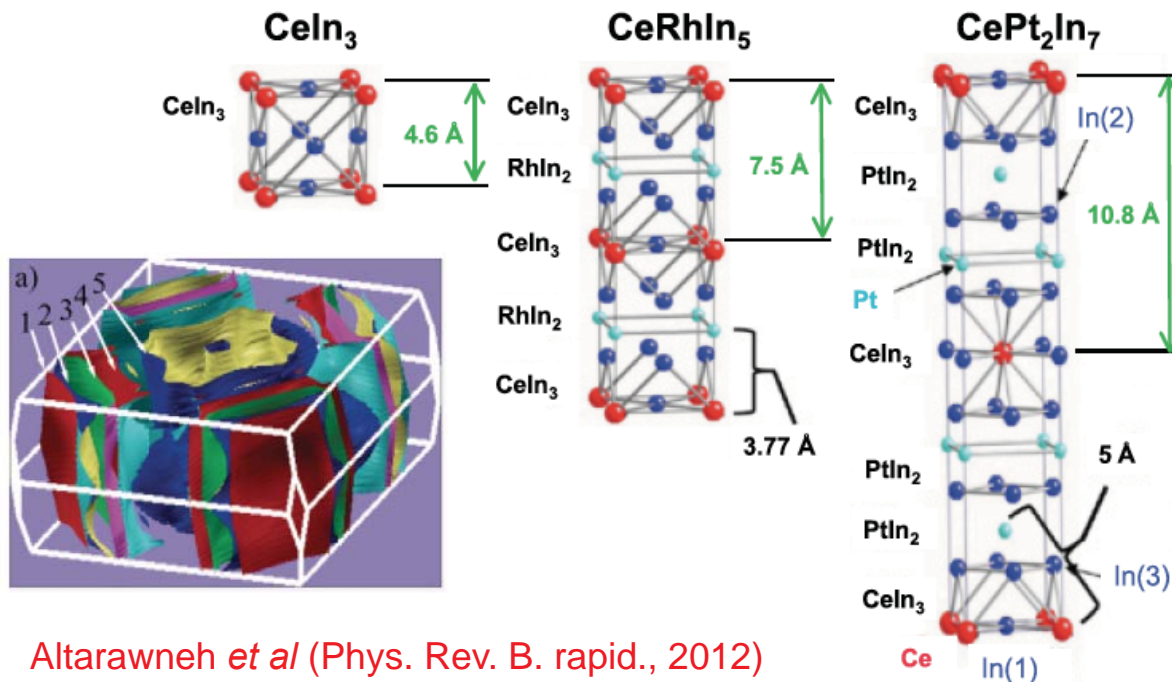 CeIn₃
CeIn₃
4.6 Å
a)
1
2
3
4
5
CeRhIn₅
CeIn₃
RhIn₂
CeIn₃
RhIn₂
CeIn₃
7.5 Å
3.77 Å
CePt₂In₇
CeIn₃
In(2)
PtIn₂
10.8 Å
PtIn₂
Pt
CeIn₃
PtIn₂
5 Å
PtIn₂
In(3)
CeIn₃
Ce
In(1)
Altarawneh et al (Phys. Rev. B. rapid., 2012)